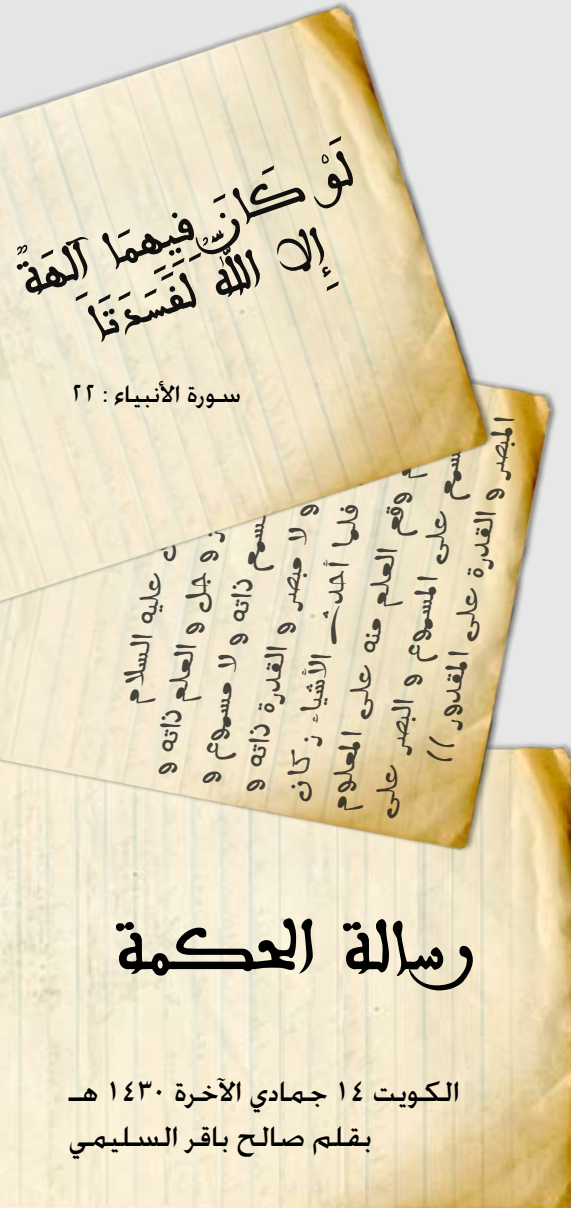 لَوْ كَانَ فِيهِمَا آلِهَةٌ
إِلا اللَّهُ لَفَسَدَتَا
سورة الأنبياء : ٢٢
عليه السلام
و جل و العلم ذاته و
ذاته و لا مسموع و
و لا مبصر و القدرة ذاته و
فلما أحدث الأشياء ز كان
وقع العلم منه على المعلوم
على المسموع و البصر على
المبصر و القدرة على المقدور ))
رسالة الحكمة
الكويت ١٤ جمادي الآخرة ١٤٣٠ هـ
بقلم صالح باقر السليمي